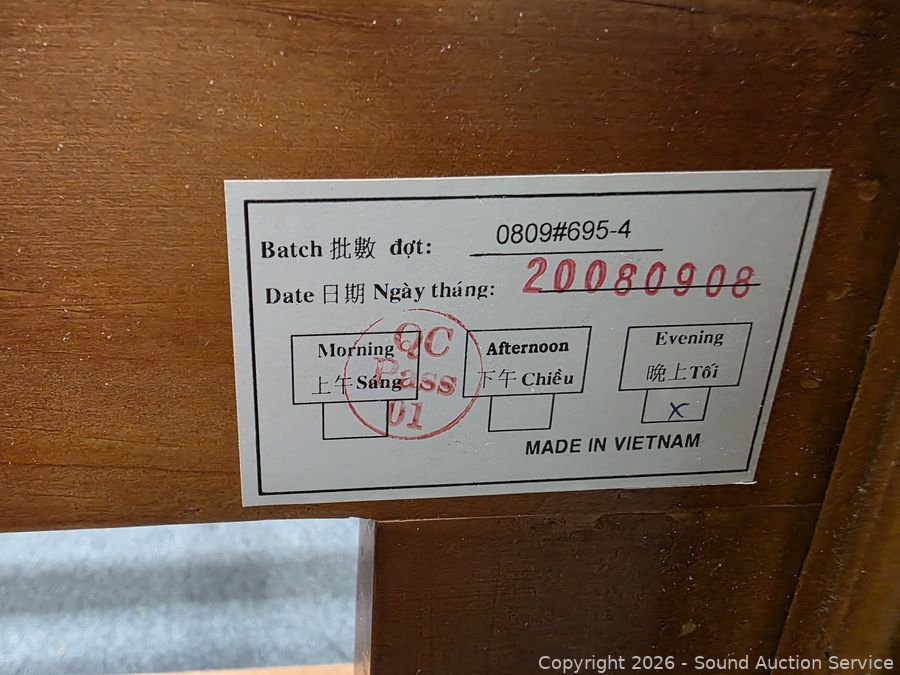 Batch 批數 đợt: 0809#695-4
Date 日期 Ngày tháng: 20080908
Morning
上午 Sáng
Afternoon
下午 Chiều
Evening
晚上 Tối
X
QC
Pass
01
MADE IN VIETNAM
Copyright 2026 - Sound Auction Service